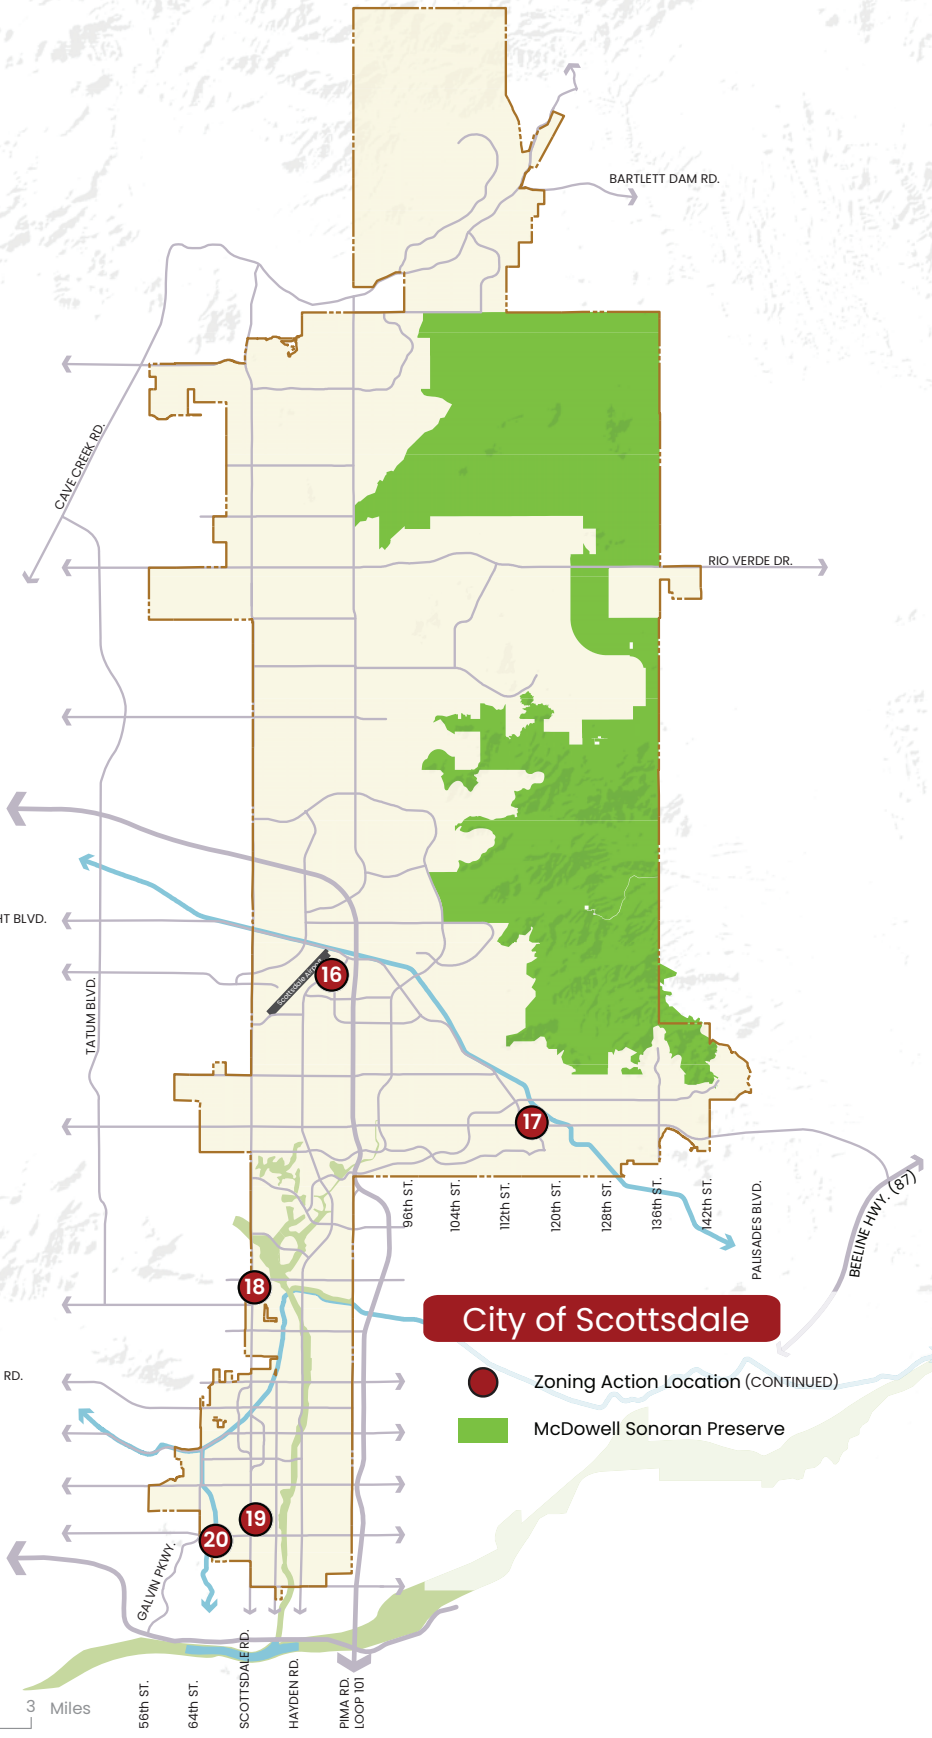 BARTLETT DAM RD.
CAVE CREEK RD.
RIO VERDE DR.
HT BLVD.
Scottsdale Airport
16
TATUM BLVD.
17
96th ST.
104th ST.
112th ST.
120th ST.
128th ST.
136th ST.
142th ST.
PALISADES BLVD.
BEELINE HWY. (87)
18
City of Scottsdale
RD.
Zoning Action Location (CONTINUED)
McDowell Sonoran Preserve
19
20
GALVIN PKWY.
56th ST.
64th ST.
SCOTTSDALE RD.
HAYDEN RD.
PIMA RD.
LOOP 101
3 Miles